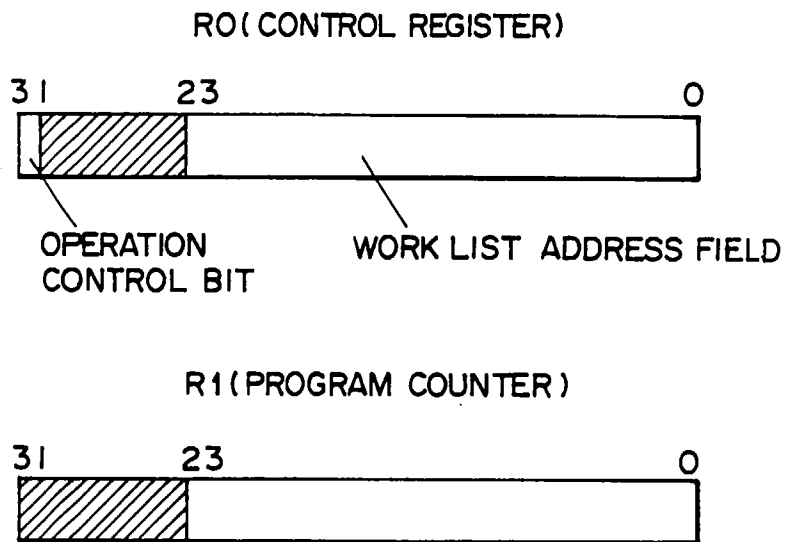 RO(CONTROL REGISTER)
31 23 0
OPERATION
CONTROL BIT
WORK LIST ADDRESS FIELD
R1(PROGRAM COUNTER)
31 23 0